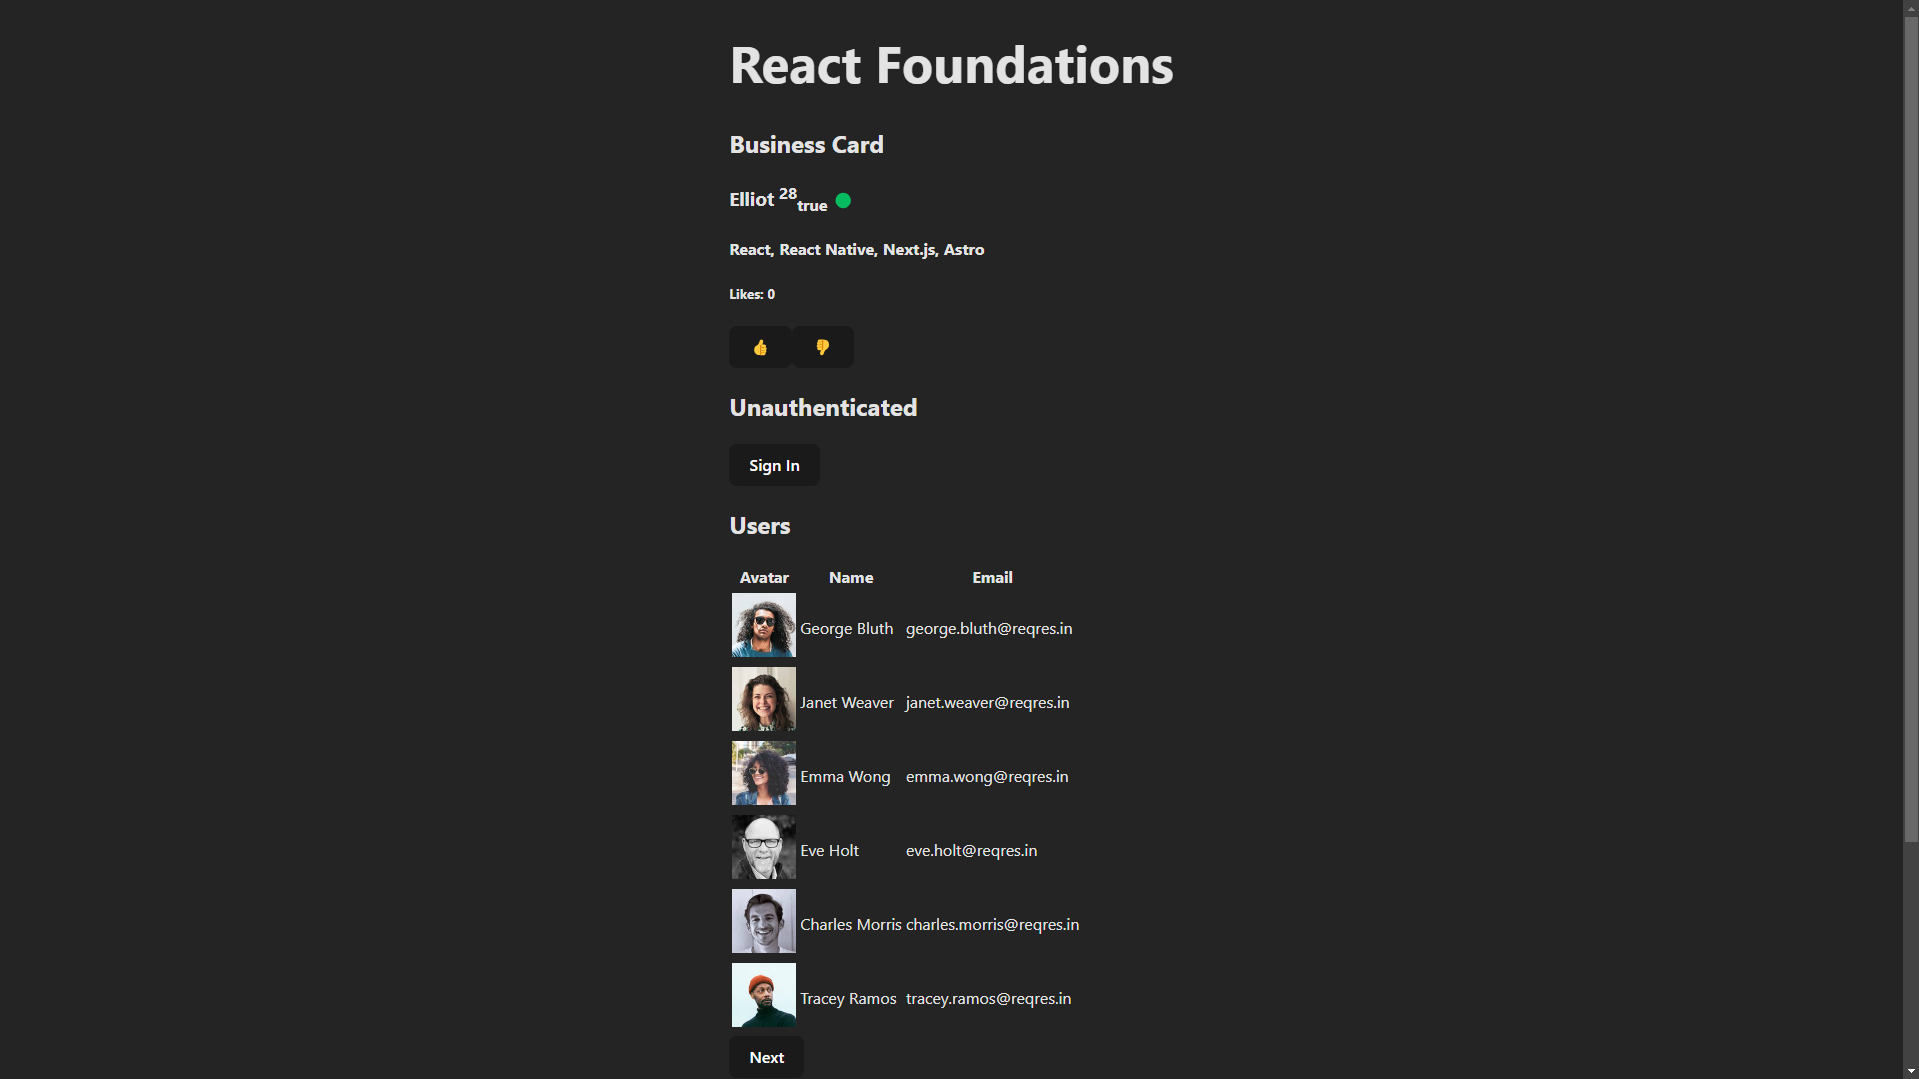 React Foundations
Business Card
Elliot 28 true
React, React Native, Next.js, Astro
Likes: 0
Unauthenticated
Sign In
Users
Avatar Name Email
George Bluth george.bluth@reqres.in
Janet Weaver janet.weaver@reqres.in
Emma Wong emma.wong@reqres.in
Eve Holt eve.holt@reqres.in
Charles Morris charles.morris@reqres.in
Tracey Ramos tracey.ramos@reqres.in
Next